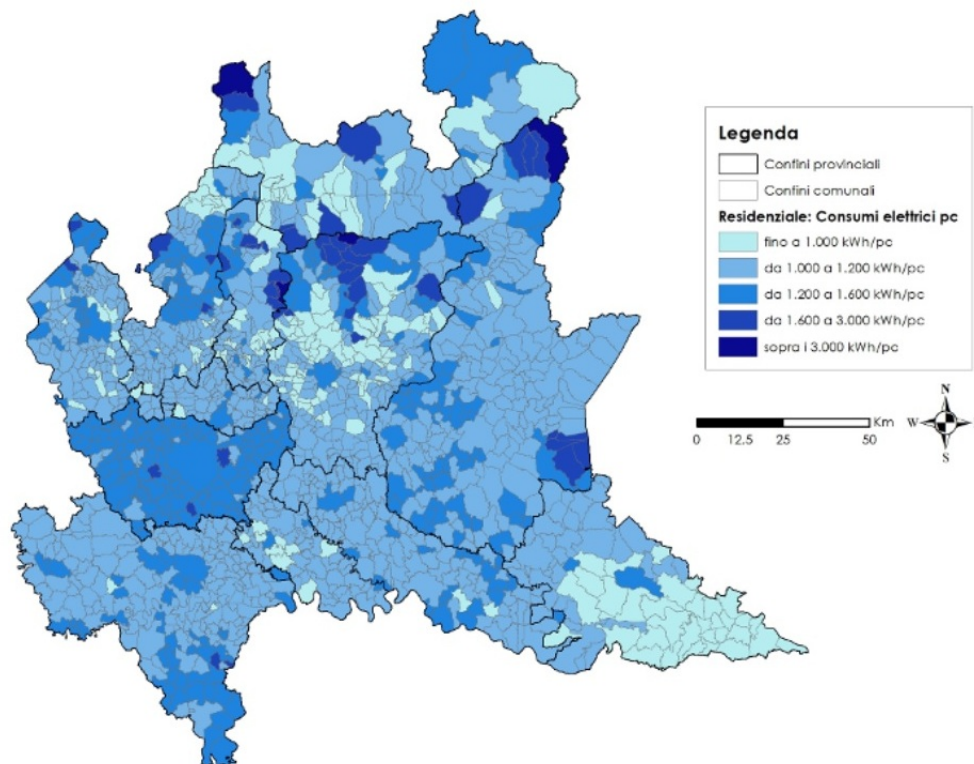 Legenda
Confini provinciali
Confini comunali
Residenziale: Consumi elettrici pc
fino a 1.000 kWh/pc
da 1.000 a 1.200 kWh/pc
da 1.200 a 1.600 kWh/pc
da 1.600 a 3.000 kWh/pc
sopra i 3.000 kWh/pc
N
W E
S
Km
0 12.5 25 50